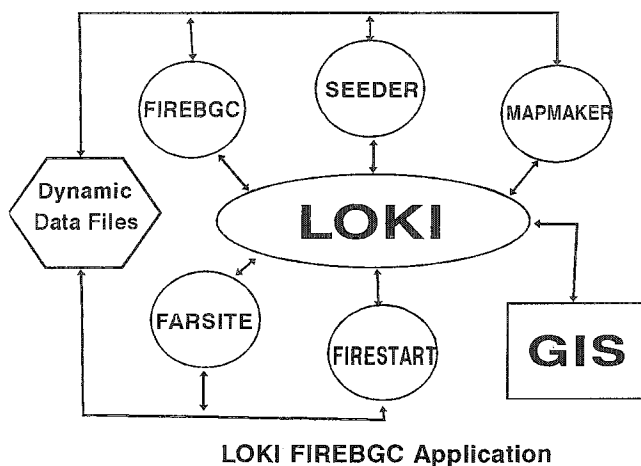 SEEDER
FIREBGC
MAPMAKER
Dynamic
Data Files
LOKI
FARSITE
FIRESTART
GIS
LOKI FIREBGC Application